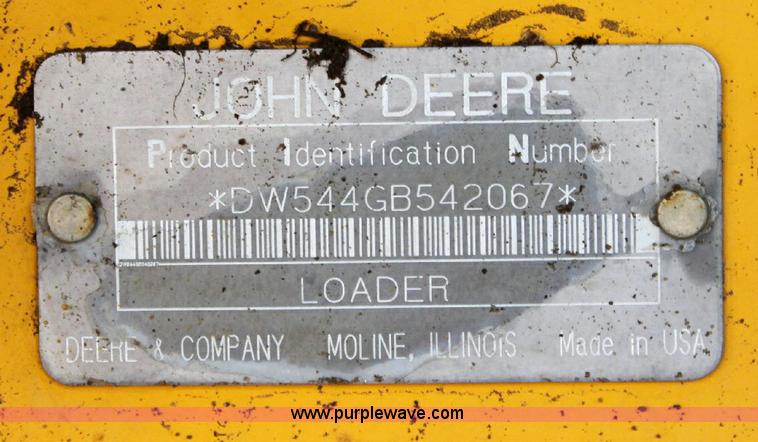 JOHN DEERE
Product Identification Number
*DW544GB542067*
LOADER
DEERE & COMPANY MOLINE, ILLINOIS Made in USA
www.purplewave.com